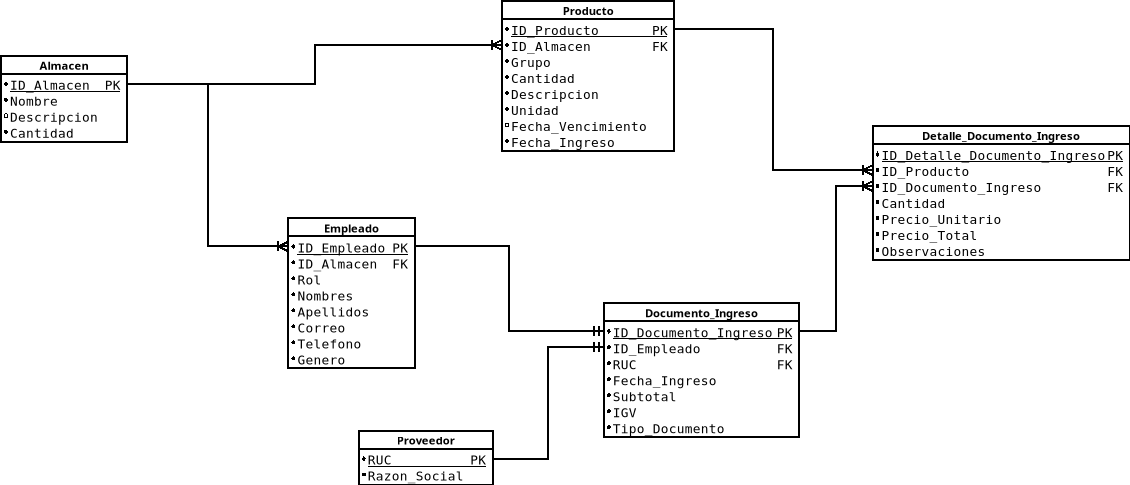 Producto
ID_Producto PK
ID_Almacen FK
Grupo
Cantidad
Descripcion
Unidad
Fecha_Vencimiento
Fecha_Ingreso
Almacen
ID_Almacen PK
Nombre
Descripcion
Cantidad
Detalle_Documento_Ingreso
ID_Detalle_Documento_Ingreso PK
ID_Producto FK
ID_Documento_Ingreso FK
Cantidad
Precio_Unitario
Precio_Total
Observaciones
Empleado
ID_Empleado PK
ID_Almacen FK
Rol
Nombres
Apellidos
Correo
Telefono
Genero
Documento_Ingreso
ID_Documento_Ingreso PK
ID_Empleado FK
RUC FK
Fecha_Ingreso
Subtotal
IGV
Tipo_Documento
Proveedor
RUC PK
Razon_Social